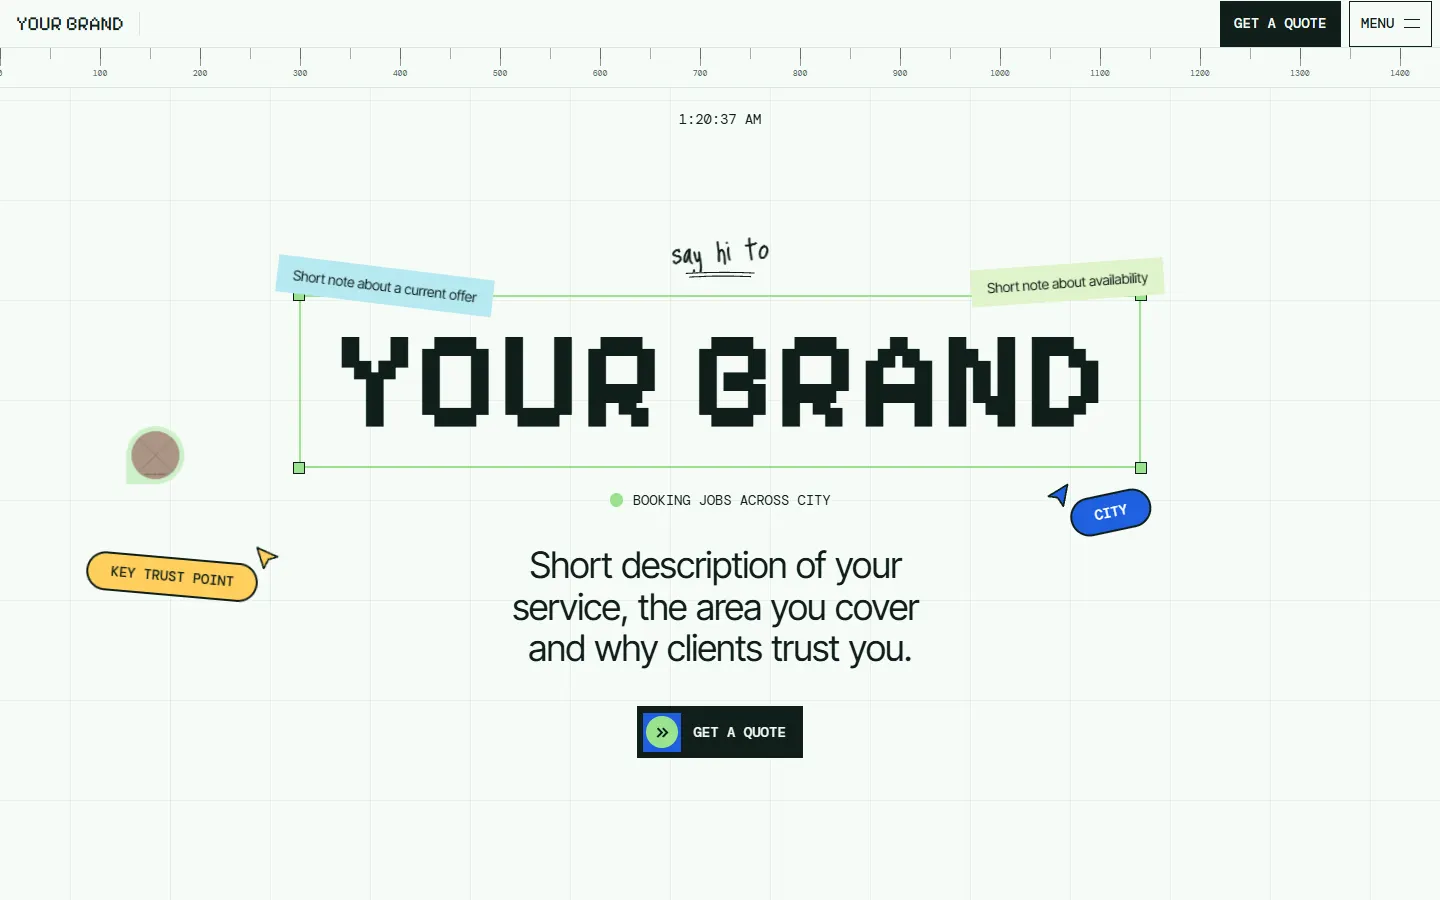 YOUR BRAND
GET A QUOTE
MENU
0 100 200 300 400 500 600 700 800 900 1000 1100 1200 1300 1400
1:20:37 AM
say hi to
Short note about a current offer
Short note about availability
YOUR BRAND
BOOKING JOBS ACROSS CITY
CITY
KEY TRUST POINT
Short description of your
service, the area you cover
and why clients trust you.
GET A QUOTE